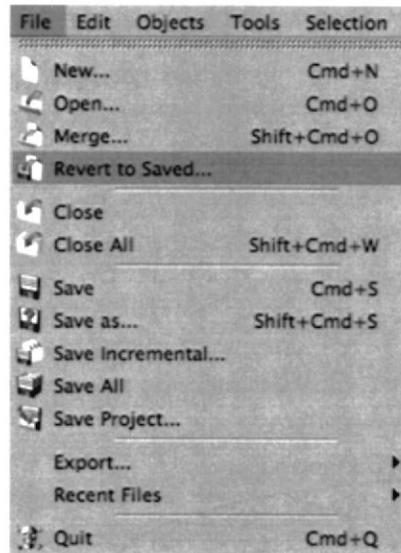 File Edit Objects Tools Selection
New... Cmd+N
Open... Cmd+O
Merge... Shift+Cmd+O
Revert to Saved...
Close
Close All Shift+Cmd+W
Save Cmd+S
Save as... Shift+Cmd+S
Save Incremental...
Save All
Save Project...
Export...
Recent Files
Quit Cmd+Q